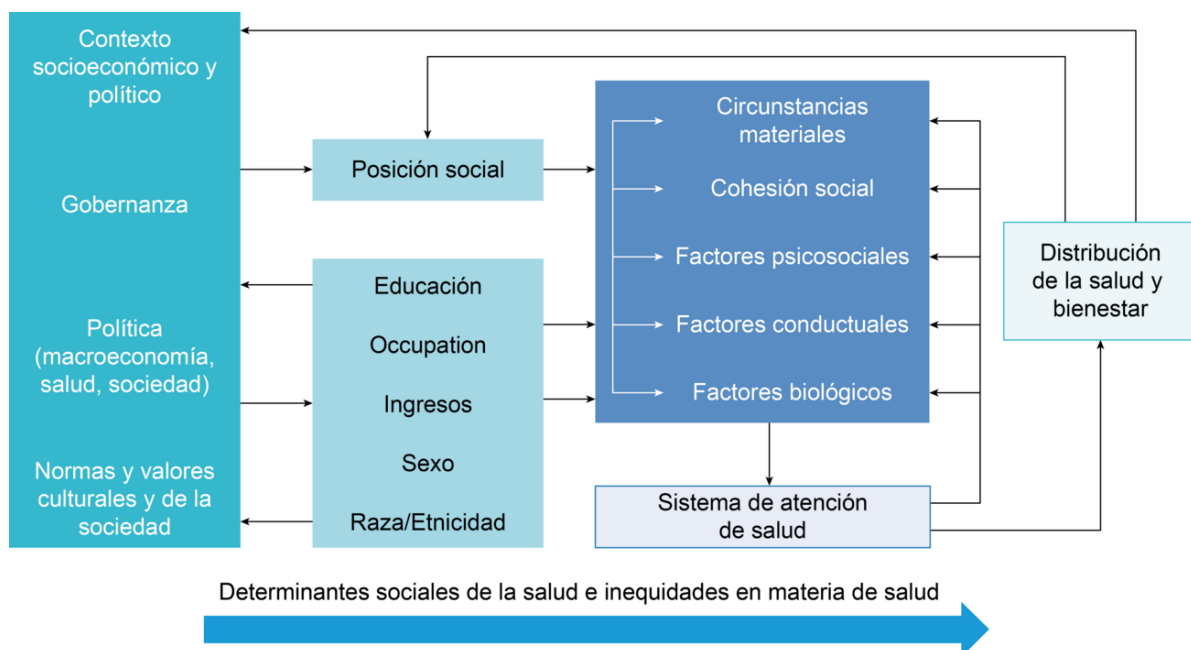 Contexto
socioeconómico y
político
Gobernanza
Política
(macroeconomía,
salud, sociedad)
Normas y valores
culturales y de la
sociedad
Posición social
Educación
Occupation
Ingresos
Sexo
Raza/Etnicidad
Circunstancias
materiales
Cohesión social
Factores psicosociales
Factores conductuales
Factores biológicos
Sistema de atención
de salud
Distribución
de la salud y
bienestar
Determinantes sociales de la salud e inequidades en materia de salud